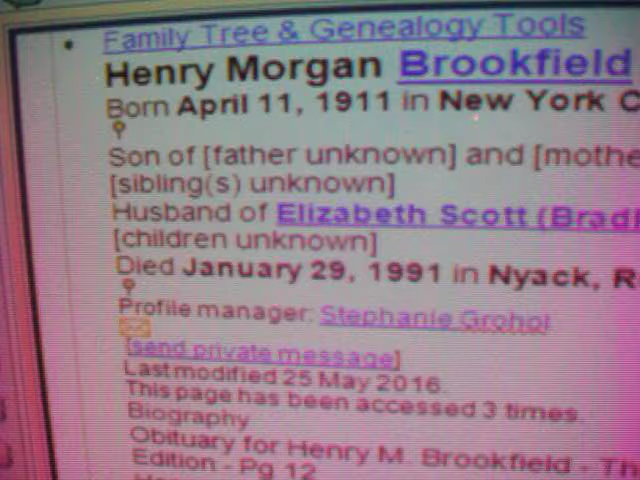 Family Tree & Genealogy Tools
Henry Morgan Brookfield
Born April 11, 1911 in New York
Son of [father unknown] and
[sibling(s) unknown]
Husband of Elizabeth Scott
[children unknown]
Died January 29, 1991 in Nyack,
Profile manager: Stephanie Grohol
[send private message]
Last modified 25 May 2016.
This page has been accessed 3 times.
Biography
Obituary for Henry M. Brookfield -
Edition - Pg 12